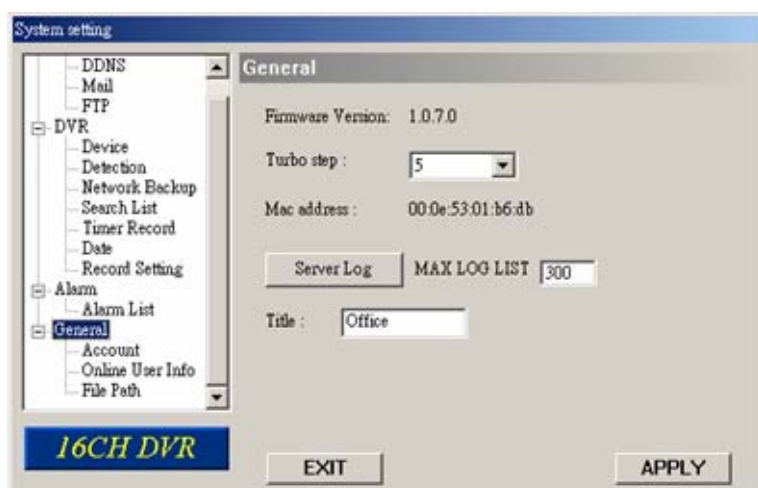 System setting
DDNS
Mail
FTP
DVR
Device
Detection
Network Backup
Search List
Timer Record
Date
Record Setting
Alarm
Alarm List
General
Account
Online User Info
File Path
16CH DVR
General
Firmware Version: 1.0.7.0
Turbo step : 5
Mac address : 00:0e:53:01:b6:db
Server Log MAX LOG LIST 300
Title : Office
EXIT APPLY